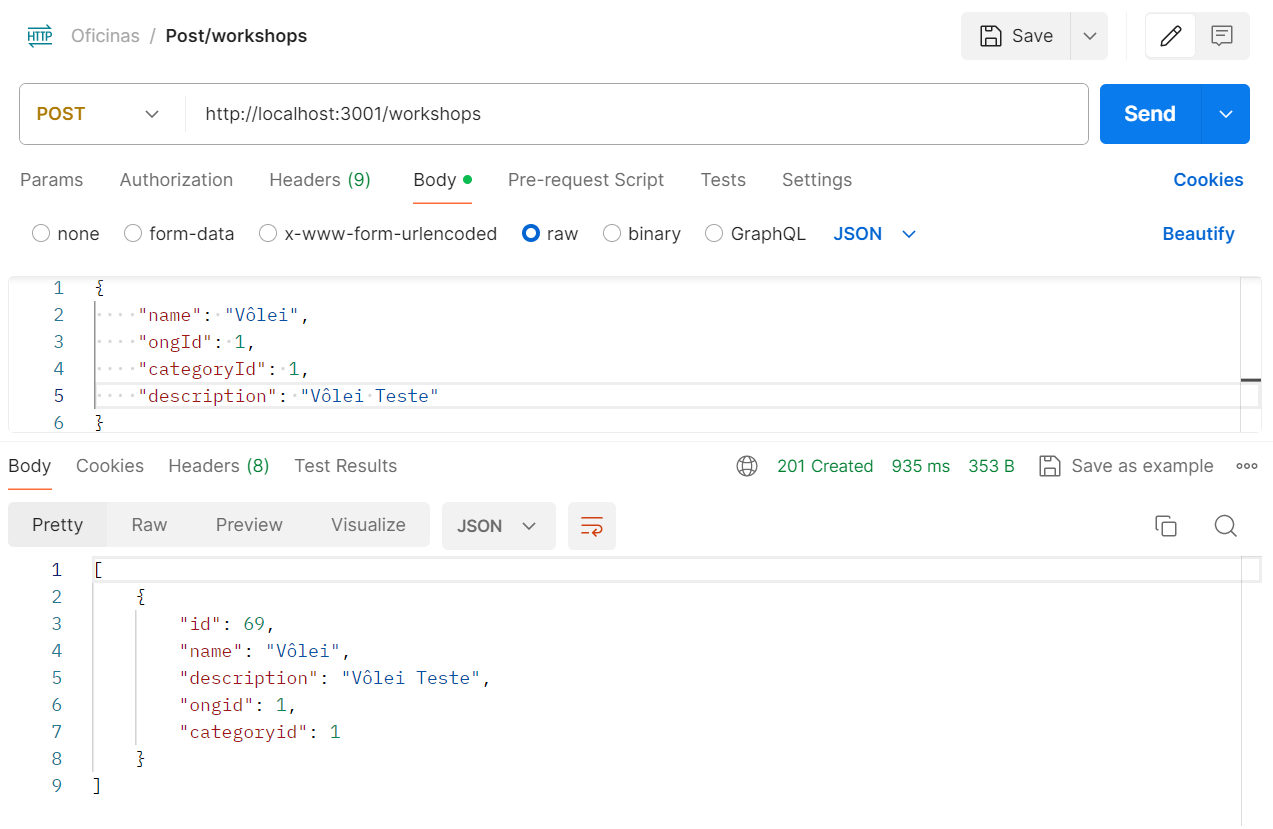 HTTP Oficinas / Post/workshops Save
POST http://localhost:3001/workshops Send
Params Authorization Headers (9) Body Pre-request Script Tests Settings Cookies
none form-data x-www-form-urlencoded raw binary GraphQL JSON Beautify
1 {
2 "name": "Vôlei",
3 "ongId": 1,
4 "categoryId": 1,
5 "description": "Vôlei Teste"
6 }
Body Cookies Headers (8) Test Results 201 Created 935 ms 353 B Save as example
Pretty Raw Preview Visualize JSON
1 [
2 {
3 "id": 69,
4 "name": "Vôlei",
5 "description": "Vôlei Teste",
6 "ongid": 1,
7 "categoryid": 1
8 }
9 ]